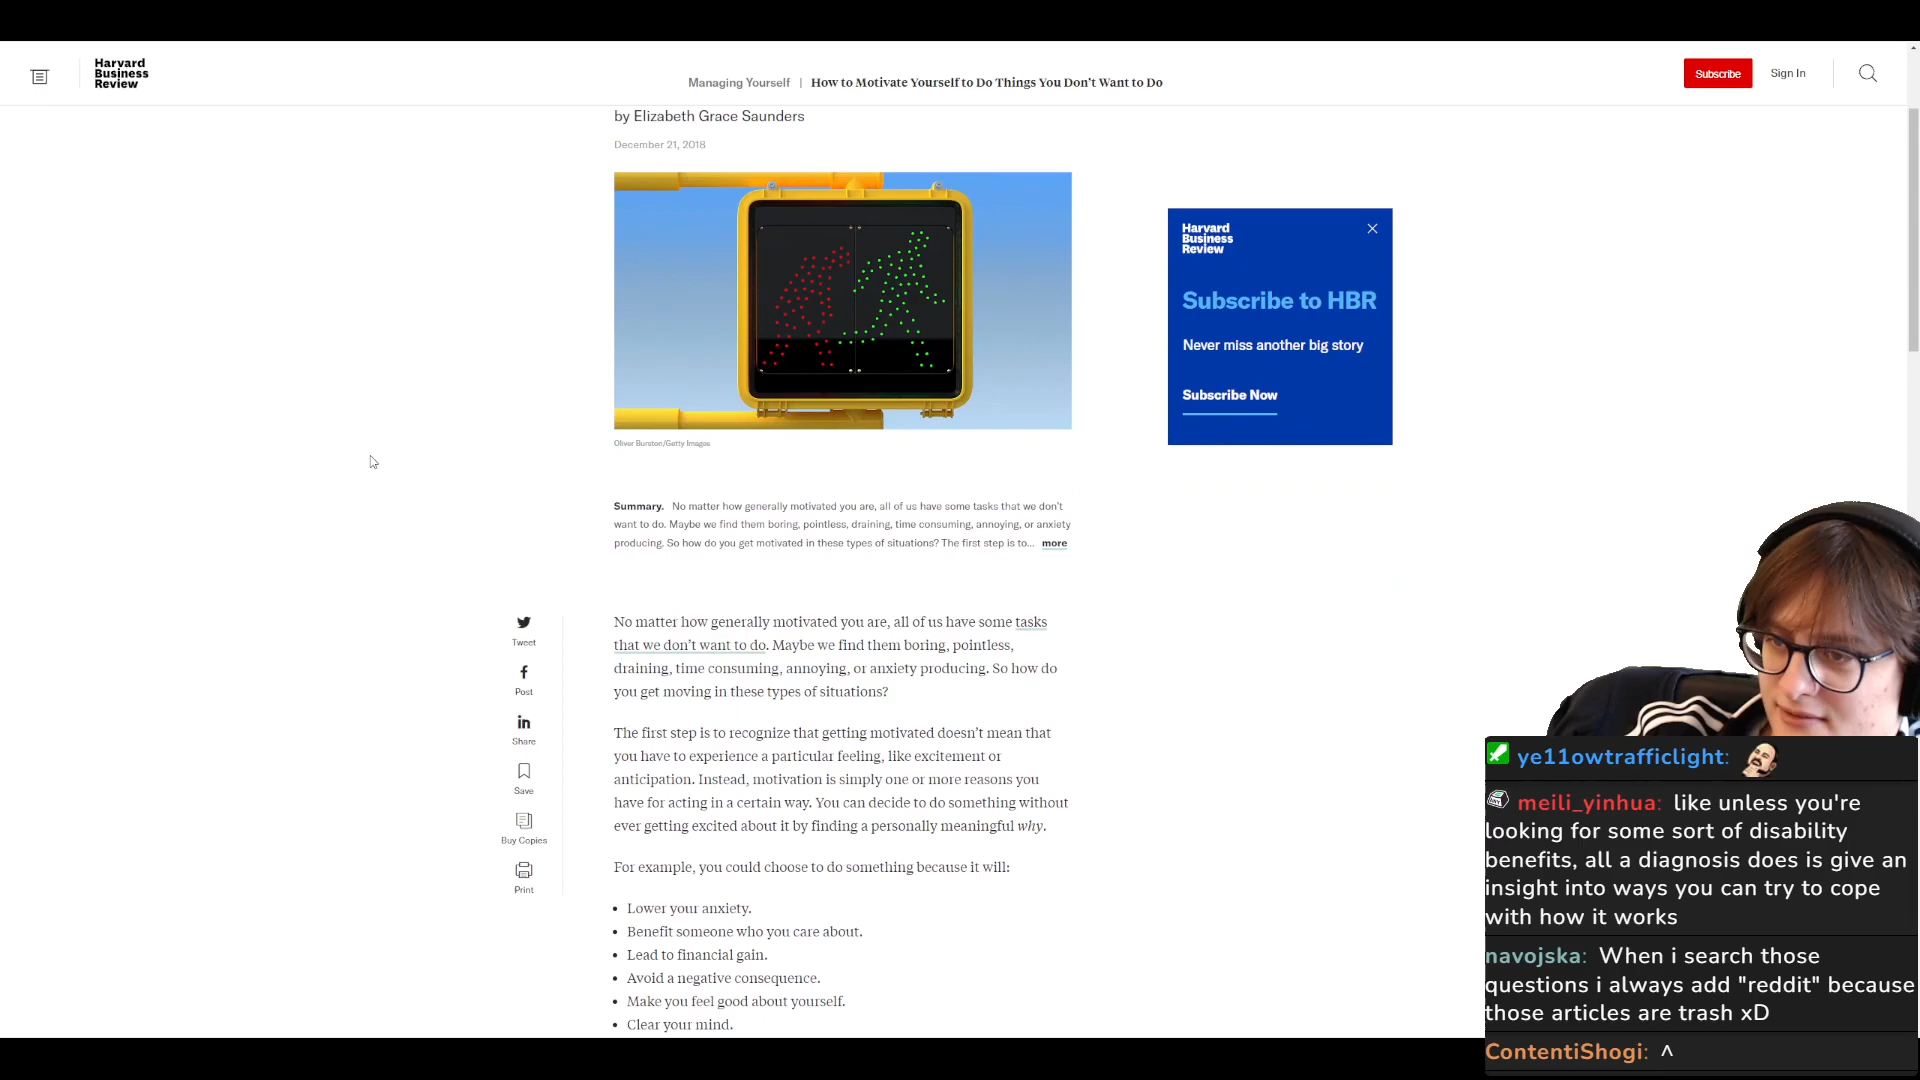 Harvard
Business
Review
Managing Yourself | How to Motivate Yourself to Do Things You Don't Want to Do
Subscribe
Sign In
by Elizabeth Grace Saunders
December 21, 2018
Oliver Burston/Getty Images
Harvard
Business
Review
Subscribe to HBR
Never miss another big story
Subscribe Now
Summary. No matter how generally motivated you are, all of us have some tasks that we don't
want to do. Maybe we find them boring, pointless, draining, time consuming, annoying, or anxiety
producing. So how do you get motivated in these types of situations? The first step is to... more
Tweet
Post
Share
Save
Buy Copies
Print
No matter how generally motivated you are, all of us have some tasks
that we don't want to do. Maybe we find them boring, pointless,
draining, time consuming, annoying, or anxiety producing. So how do
you get moving in these types of situations?
The first step is to recognize that getting motivated doesn't mean that
you have to experience a particular feeling, like excitement or
anticipation. Instead, motivation is simply one or more reasons you
have for acting in a certain way. You can decide to do something without
ever getting excited about it by finding a personally meaningful why.
For example, you could choose to do something because it will:
• Lower your anxiety.
• Benefit someone who you care about.
• Lead to financial gain.
• Avoid a negative consequence.
• Make you feel good about yourself.
• Clear your mind.
ye11owtrafficlight:
meili_yinhua: like unless you're
looking for some sort of disability
benefits, all a diagnosis does is give an
insight into ways you can try to cope
with how it works
navojska: When i search those
questions i always add "reddit" because
those articles are trash xD
ContentiShogi: ^